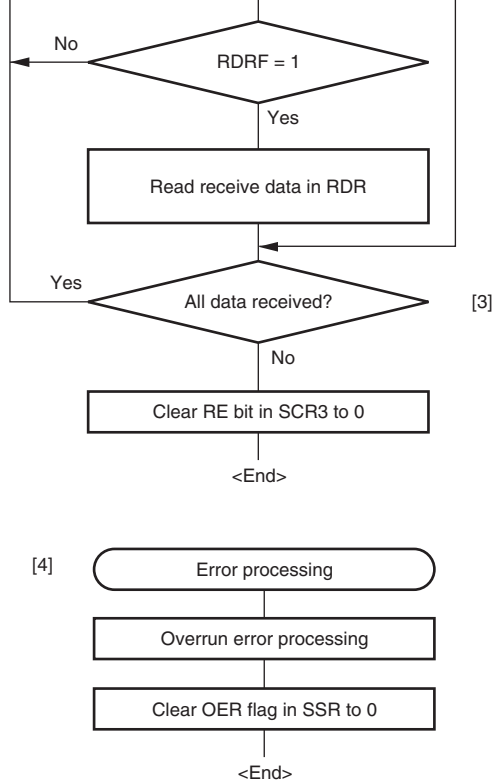 No
RDRF = 1
Yes
Read receive data in RDR
Yes
All data received?
[3]
No
Clear RE bit in SCR3 to 0
<End>
[4]
Error processing
Overrun error processing
Clear OER flag in SSR to 0
<End>